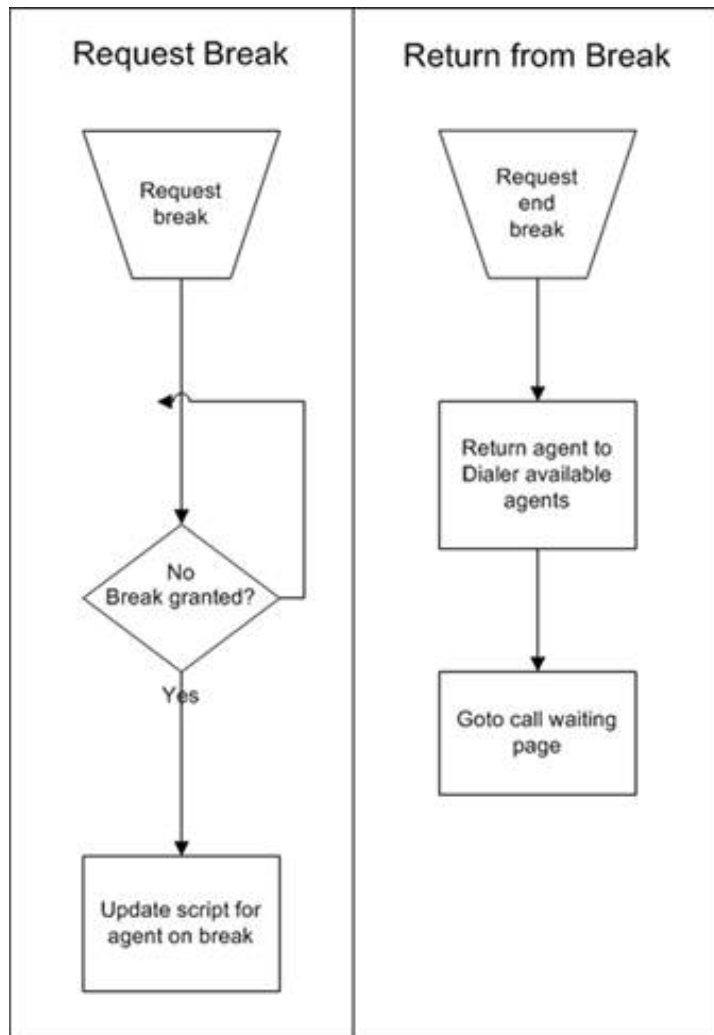 Request Break
Request
break
No
Break granted?
Yes
Update script for
agent on break
Return from Break
Request
end
break
Return agent to
Dialer available
agents
Goto call waiting
page